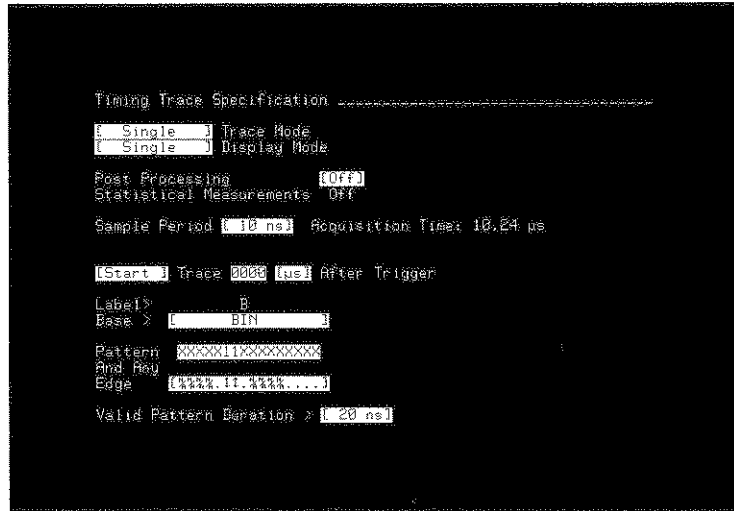 Timing Trace Specification
[ Single ] Trace Mode
[ Single ] Display Mode
Post Processing [Off]
Statistical Measurements Off
Sample Period [ 10 ns] Acquisition Time: 10.24 µs
[Start ] Trace 0000 [µs] After Trigger
Label> B
Base > [ BIN ]
Pattern XXXXX11XXXXXXXXX
And Any
Edge
Valid Pattern Duration > [ 20 ns]